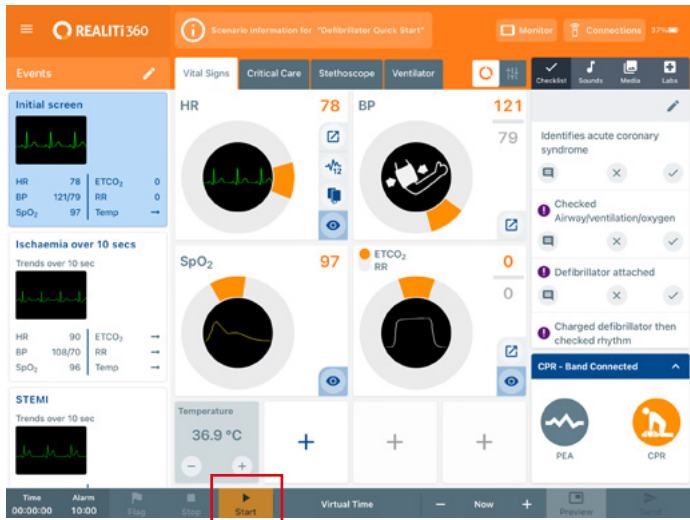 REALITi 360
Scenario information for "Defibrillator Quick Start"
Monitor
Connections
37%
Events
Vital Signs
Critical Care
Stethoscope
Ventilator
Checklist
Sounds
Media
Labs
Initial screen
HR 78 ETCO₂ 0
BP 121/79 RR 0
SpO₂ 97 Temp →
Ischaemia over 10 secs
Trends over 10 sec
HR 90 ETCO₂ →
BP 108/70 RR →
SpO₂ 96 Temp →
STEMI
Trends over 10 sec
HR
78
12
BP
121
79
SpO₂
97
ETCO₂
RR
0
0
Temperature
36.9 °C
− +
+
+
+
Identifies acute coronary
syndrome
! Checked
Airway/ventilation/oxygen
! Defibrillator attached
! Charged defibrillator then
checked rhythm
CPR - Band Connected
PEA
CPR
Time
00:00:00
Alarm
10:00
Flag
Stop
Start
Virtual Time
− Now +
Preview
Send